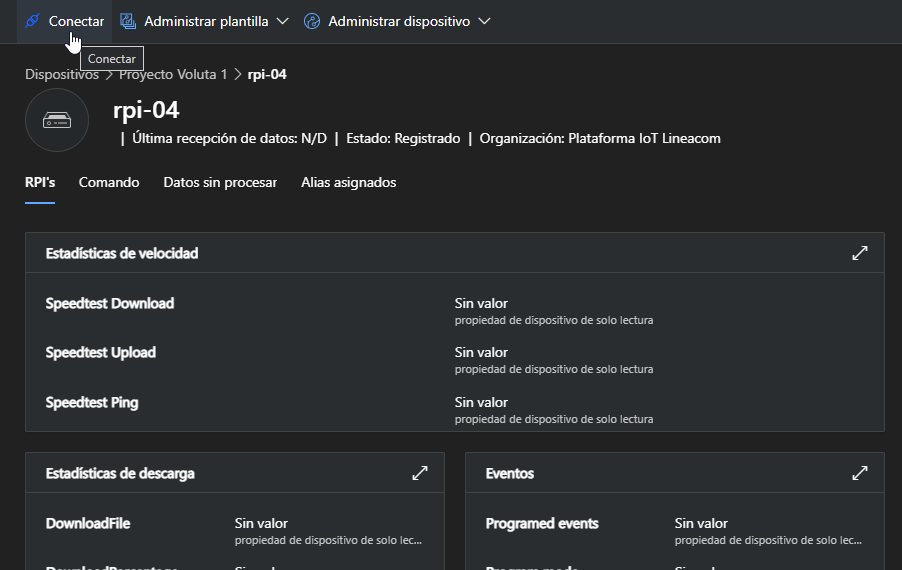 Conectar Administrar plantilla Administrar dispositivo
Conectar
Dispositivos > Proyecto Voluta 1 > rpi-04
rpi-04
| Última recepción de datos: N/D | Estado: Registrado | Organización: Plataforma IoT Lineacom
RPI's Comando Datos sin procesar Alias asignados
Estadísticas de velocidad
Speedtest Download Sin valor
propiedad de dispositivo de solo lectura
Speedtest Upload Sin valor
propiedad de dispositivo de solo lectura
Speedtest Ping Sin valor
propiedad de dispositivo de solo lectura
Estadísticas de descarga Eventos
DownloadFile Sin valor Programed events Sin valor
propiedad de dispositivo de solo lec... propiedad de dispositivo de solo lec...